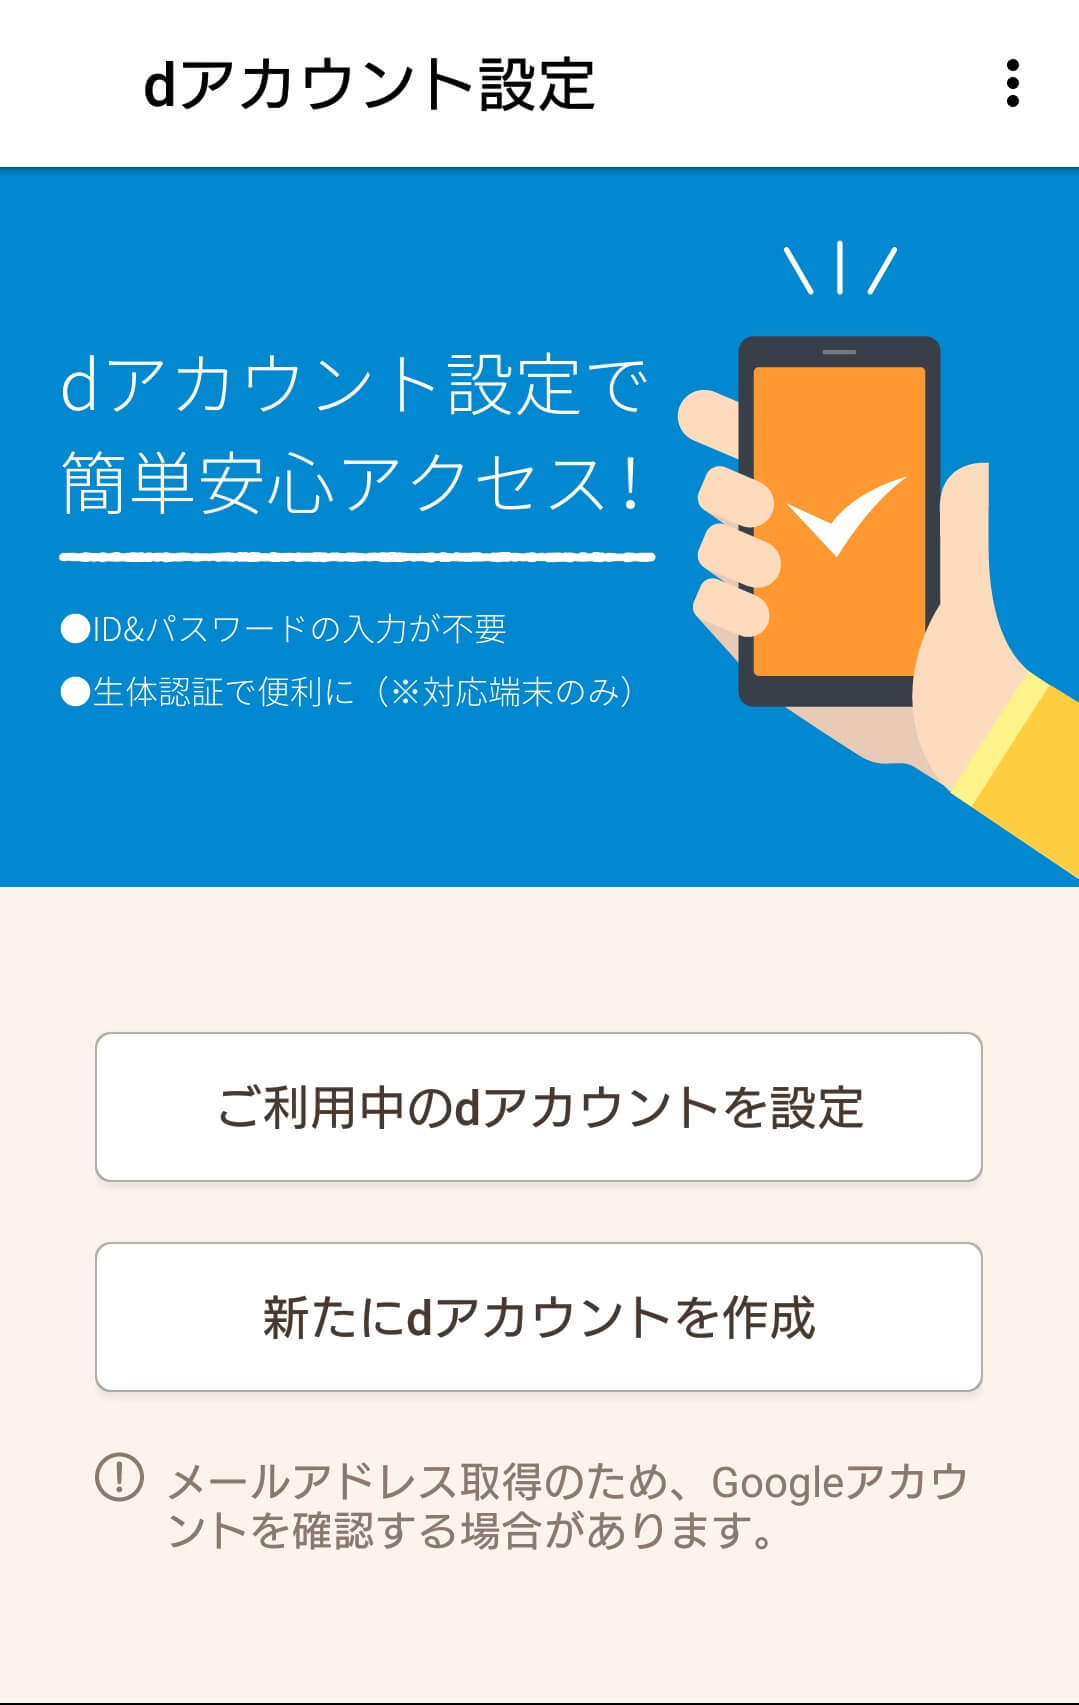 dアカウント設定
dアカウント設定で
簡単安心アクセス！
●ID&パスワードの入力が不要
●生体認証で便利に（※対応端末のみ）
ご利用中のdアカウントを設定
新たにdアカウントを作成
メールアドレス取得のため、Googleアカウ
ントを確認する場合があります。